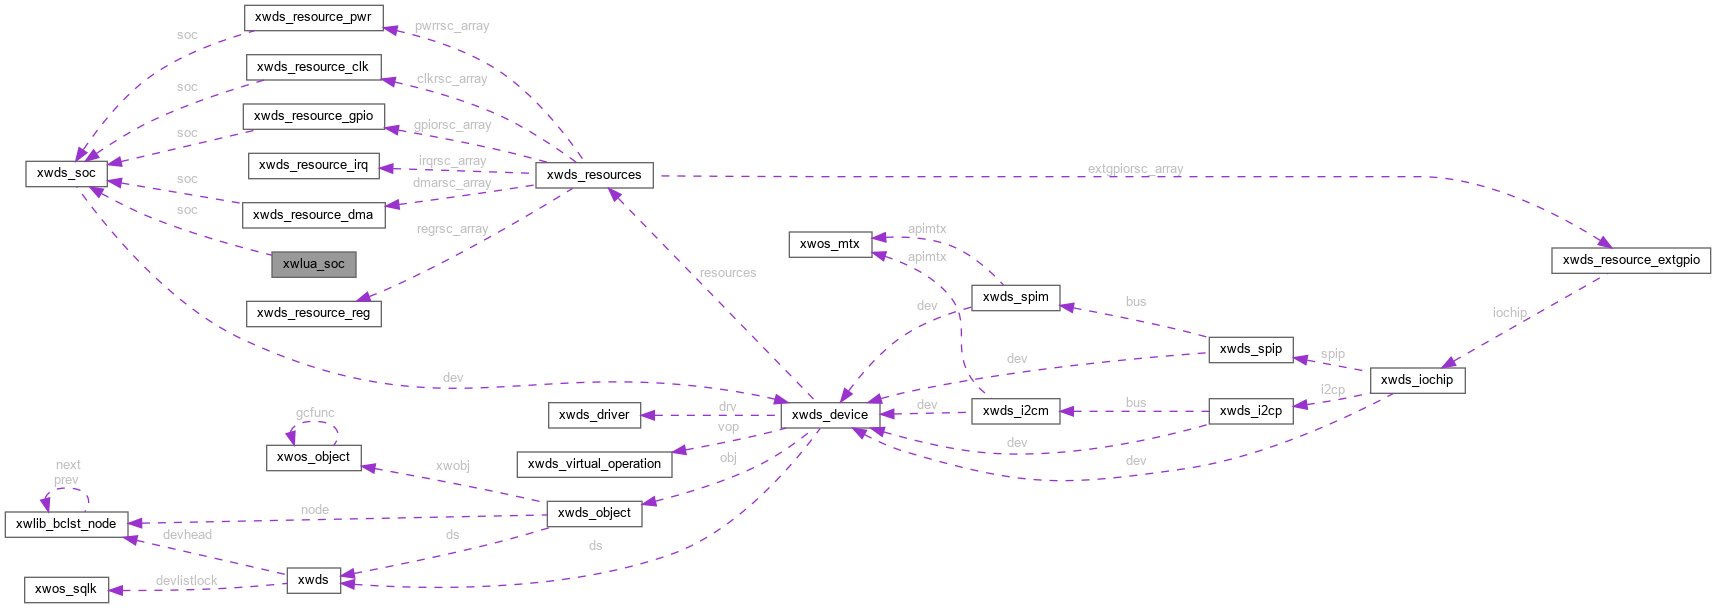 xwds_resource_pwr
pwrrsc_array
soc
xwds_resource_clk
clkrsc_array
soc
xwds_resource_gpio
gpiorsc_array
soc
xwds_resource_irq
irqrsc_array
xwds_soc
xwds_resources
extgpiorsc_array
soc
dmarsc_array
xwds_resource_dma
soc
regrsc_array
xwos_mtx
apimtx
apimtx
xwlua_soc
xwds_resource_extgpio
resources
xwds_spim
bus
xwds_resource_reg
dev
iochip
xwds_spip
spip
dev
xwds_iochip
dev
i2cp
bus
xwds_driver
drv
xwds_device
dev
xwds_i2cm
xwds_i2cp
gcfunc
vop
dev
xwos_object
obj
dev
xwds_virtual_operation
next
prev
xwobj
node
xwds_object
xwlib_bclst_node
devhead
ds
ds
devlistlock
xwds
xwos_sqlk